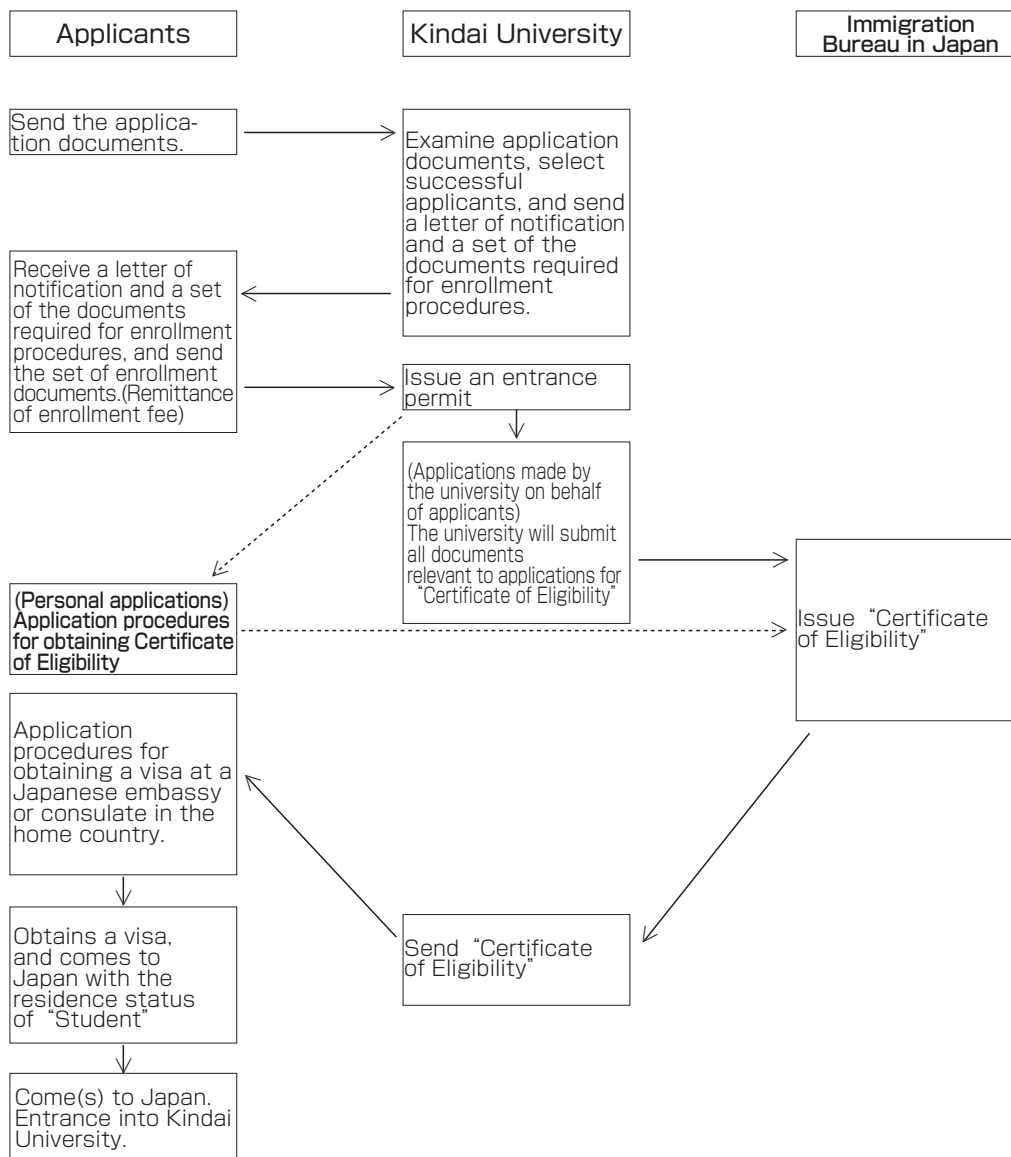 Applicants
Kindai University
Immigration
Bureau in Japan
Send the applica-
tion documents.
Examine application
documents, select
successful
applicants, and send
a letter of notification
and a set of the
documents required
for enrollment
procedures.
Receive a letter of
notification and a set
of the documents
required for enrollment
procedures, and send
the set of enrollment
documents.(Remittance
of enrollment fee)
Issue an entrance
permit
(Applications made by
the university on behalf
of applicants)
The university will submit
all documents
relevant to applications for
“Certificate of Eligibility”
(Personal applications)
Application procedures
for obtaining Certificate
of Eligibility
Issue “Certificate
of Eligibility”
Application
procedures for
obtaining a visa at a
Japanese embassy
or consulate in the
home country.
Send “Certificate
of Eligibility”
Obtains a visa,
and comes to
Japan with the
residence status
of “Student”
Come(s) to Japan.
Entrance into Kindai
University.